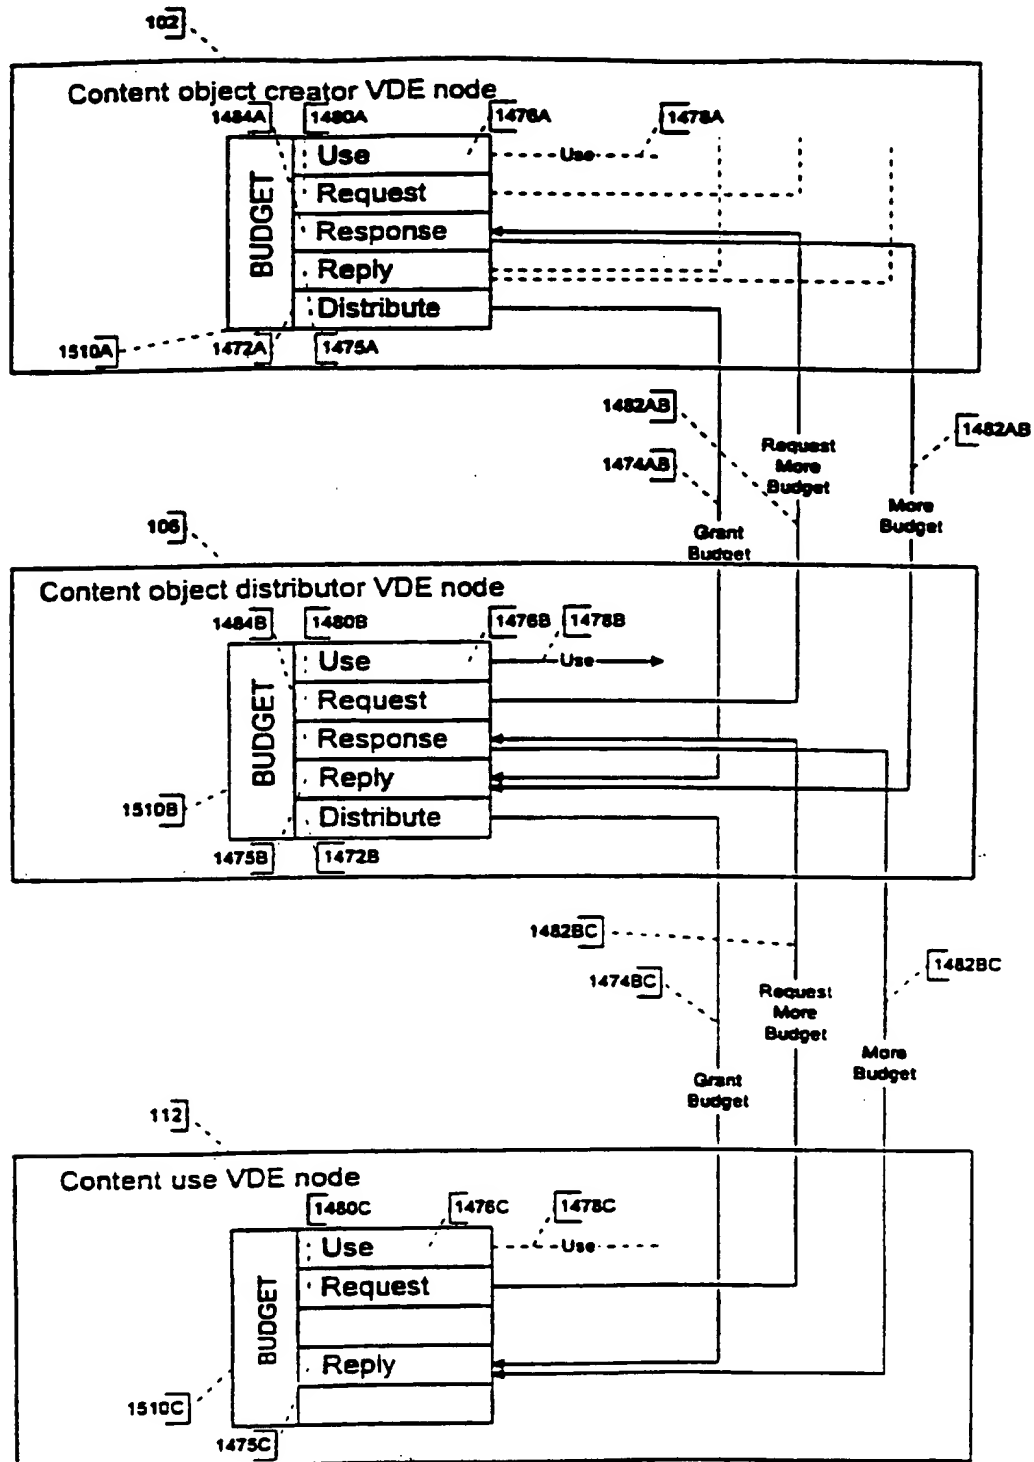 102
Content object creator VDE node
1484A
1480A
1476A
1478A
BUDGET
Use
Use
Request
Response
Reply
Distribute
1510A
1472A
1475A
1482AB
1482AB
1474AB
Request
More
Budget
More
Budget
Grant
Budget
106
Content object distributor VDE node
1484B
1480B
1476B
1478B
BUDGET
Use
Use
Request
Response
Reply
Distribute
1510B
1475B
1472B
1482BC
1482BC
1474BC
Request
More
Budget
More
Budget
Grant
Budget
112
Content use VDE node
1480C
1476C
1478C
BUDGET
Use
Use
Request
Reply
1510C
1475C